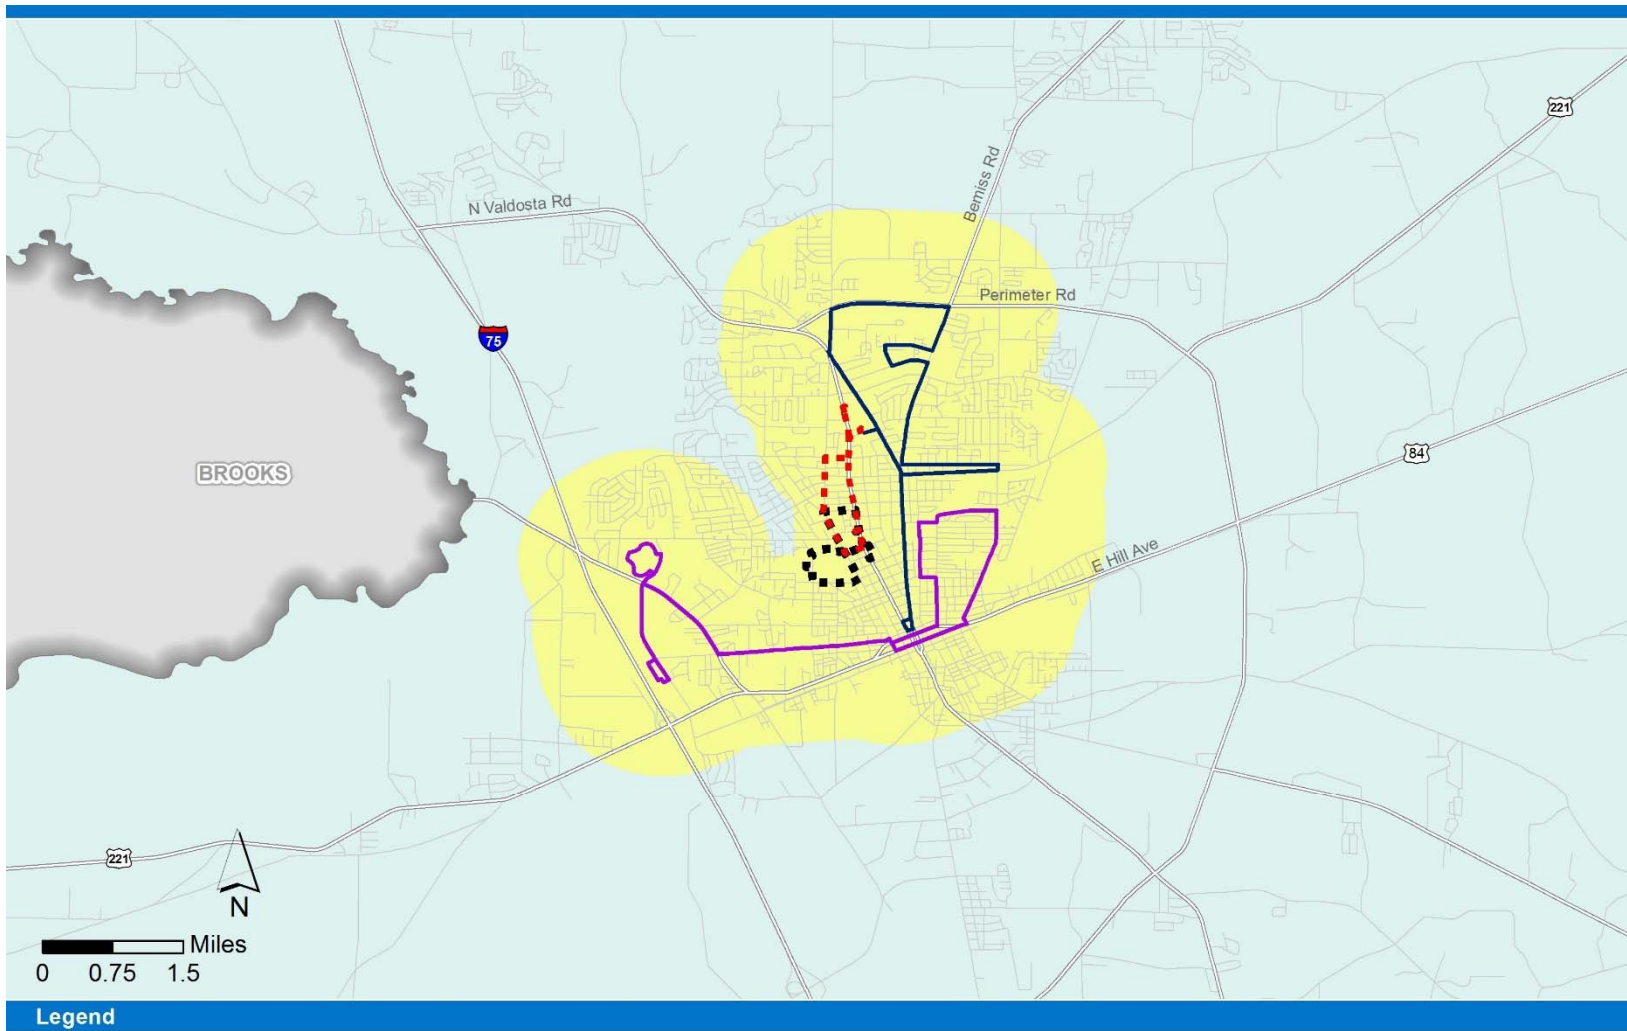 221
Bemiss Rd
N Valdosta Rd
Perimeter Rd
75
84
BROOKS
E Hill Ave
221
N
Miles
0 0.75 1.5
Legend